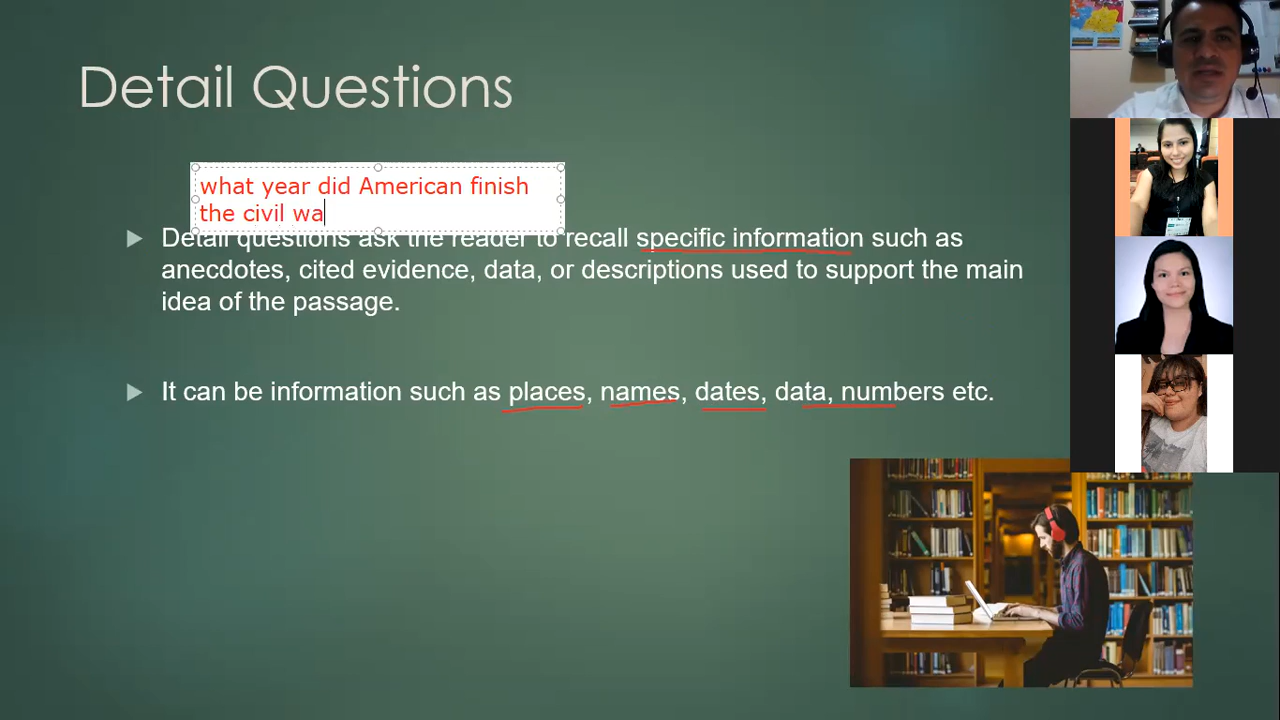 Detail Questions
what year did American finish
the civil wa
Detail questions ask the reader to recall specific information such as
anecdotes, cited evidence, data, or descriptions used to support the main
idea of the passage.
It can be information such as places, names, dates, data, numbers etc.